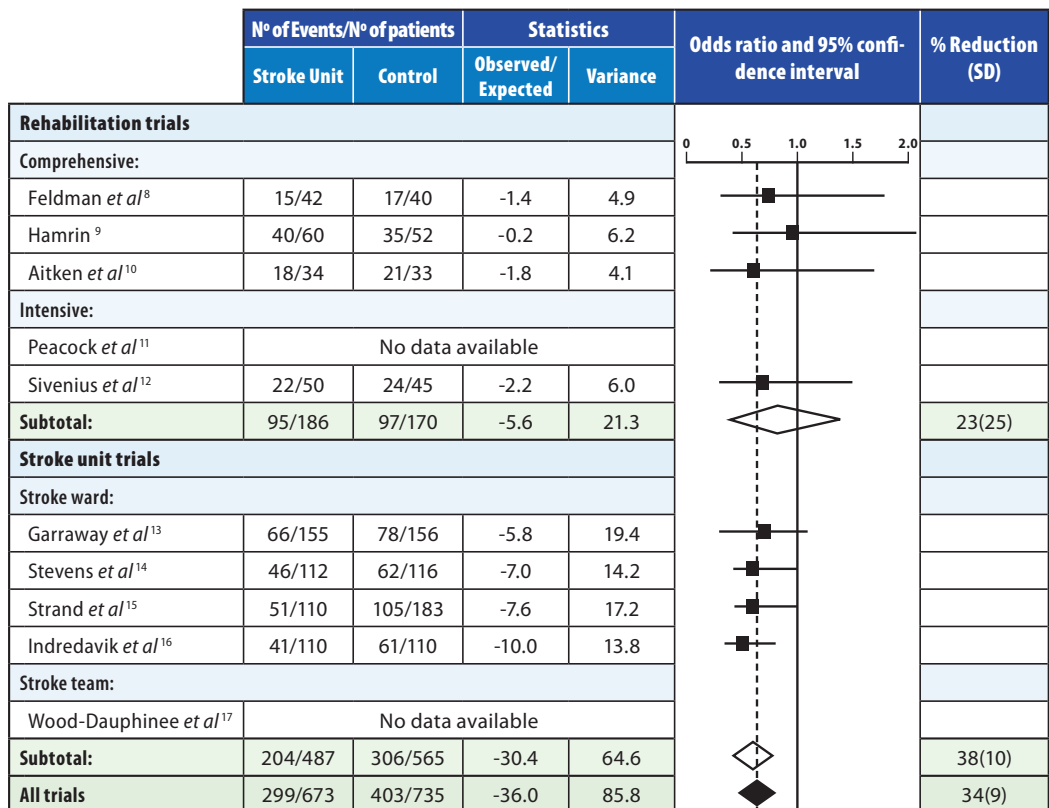 Nº of Events/Nº of patients Statistics Odds ratio and 95% confi-
dence interval % Reduction
(SD)
Stroke Unit Control Observed/
Expected Variance
Rehabilitation trials
0 0.5 1.0 1.5 2.0
Comprehensive:
Feldman et al 8 15/42 17/40 -1.4 4.9
Hamrin 9 40/60 35/52 -0.2 6.2
Aitken et al 10 18/34 21/33 -1.8 4.1
Intensive:
Peacock et al 11 No data available
Sivenius et al 12 22/50 24/45 -2.2 6.0
Subtotal: 95/186 97/170 -5.6 21.3 23(25)
Stroke unit trials
Stroke ward:
Garraway et al 13 66/155 78/156 -5.8 19.4
Stevens et al 14 46/112 62/116 -7.0 14.2
Strand et al 15 51/110 105/183 -7.6 17.2
Indredavik et al 16 41/110 61/110 -10.0 13.8
Stroke team:
Wood-Dauphinee et al 17 No data available
Subtotal: 204/487 306/565 -30.4 64.6 38(10)
All trials 299/673 403/735 -36.0 85.8 34(9)